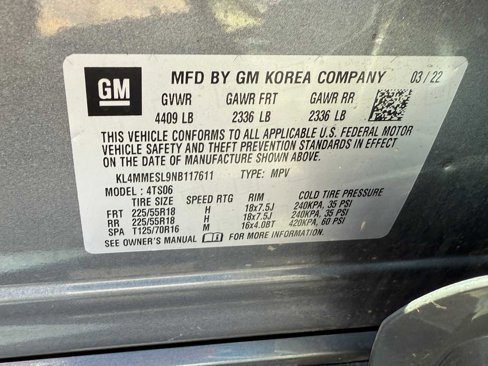 GM MFD BY GM KOREA COMPANY 03/22
GVWR GAWR FRT GAWR RR
4409 LB 2336 LB 2336 LB
THIS VEHICLE CONFORMS TO ALL APPLICABLE U.S. FEDERAL MOTOR
VEHICLE SAFETY AND THEFT PREVENTION STANDARDS IN EFFECT ON
THE DATE OF MANUFACTURE SHOWN ABOVE.
KL4MMESL9NB117611 TYPE: MPV
MODEL: 4TS06
TIRE SIZE SPEED RTG RIM COLD TIRE PRESSURE
FRT 225/55R18 H 18x7.5J 240KPA, 35 PSI
RR 225/55R18 H 18x7.5J 240KPA, 35 PSI
SPA T125/70R16 M 16x4.0BT 420KPA, 60 PSI
SEE OWNER'S MANUAL FOR MORE INFORMATION.